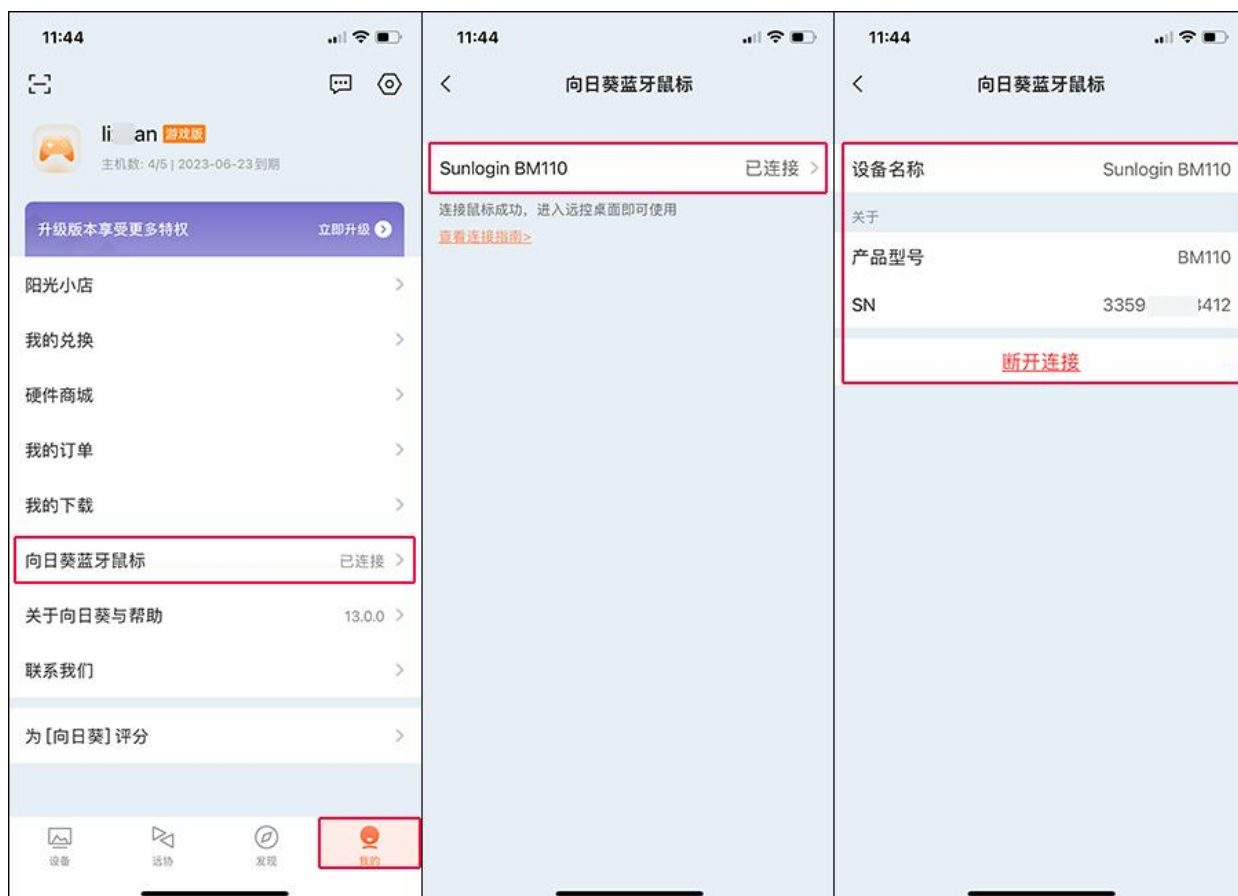 11:44
li an 游戏版
主机数: 4/5 | 2023-06-23到期
升级版本享受更多特权 立即升级
阳光小店
我的兑换
硬件商城
我的订单
我的下载
向日葵蓝牙鼠标 已连接
关于向日葵与帮助 13.0.0
联系我们
为[向日葵]评分
设备 远协 发现 我的
11:44
向日葵蓝牙鼠标
Sunlogin BM110 已连接
连接鼠标成功，进入远控桌面即可使用
查看连接指南>
11:44
向日葵蓝牙鼠标
设备名称 Sunlogin BM110
关于
产品型号 BM110
SN 3359 412
断开连接